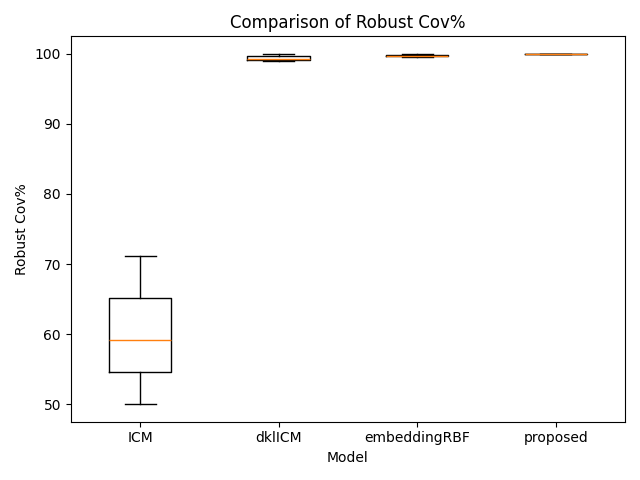 Comparison of Robust Cov%
100
90
80
70
60
50
Robust Cov%
ICM
dklICM
embeddingRBF
proposed
Model